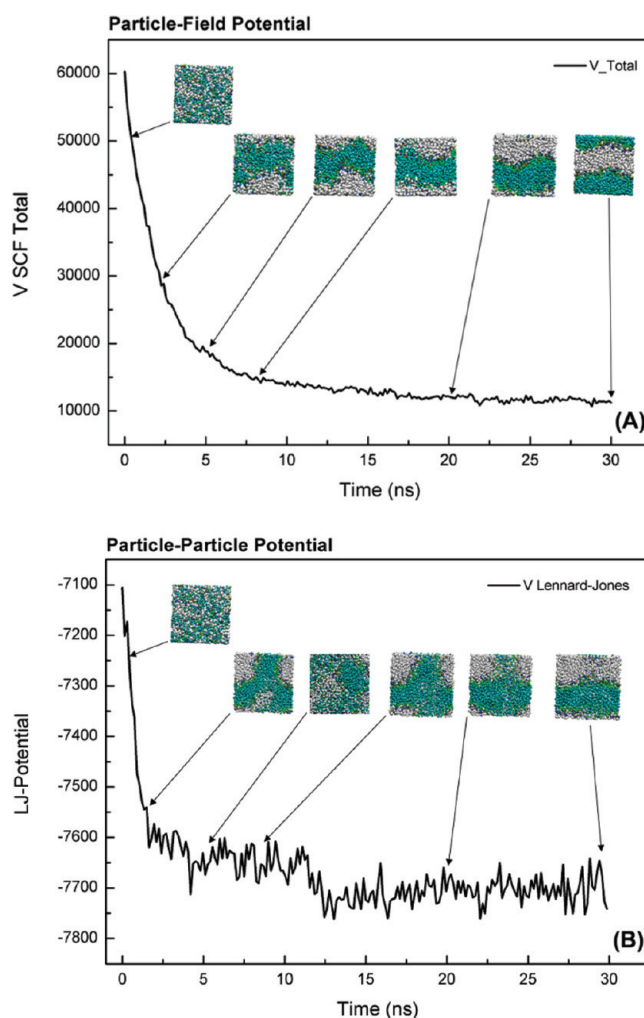 Particle-Field Potential
V_Total
60000
50000
40000
30000
20000
10000
V SCF Total
0 5 10 15 20 25 30
(A)
Time (ns)
Particle-Particle Potential
V Lennard-Jones
-7100
-7200
-7300
-7400
-7500
-7600
-7700
-7800
LJ-Potential
0 5 10 15 20 25 30
(B)
Time (ns)